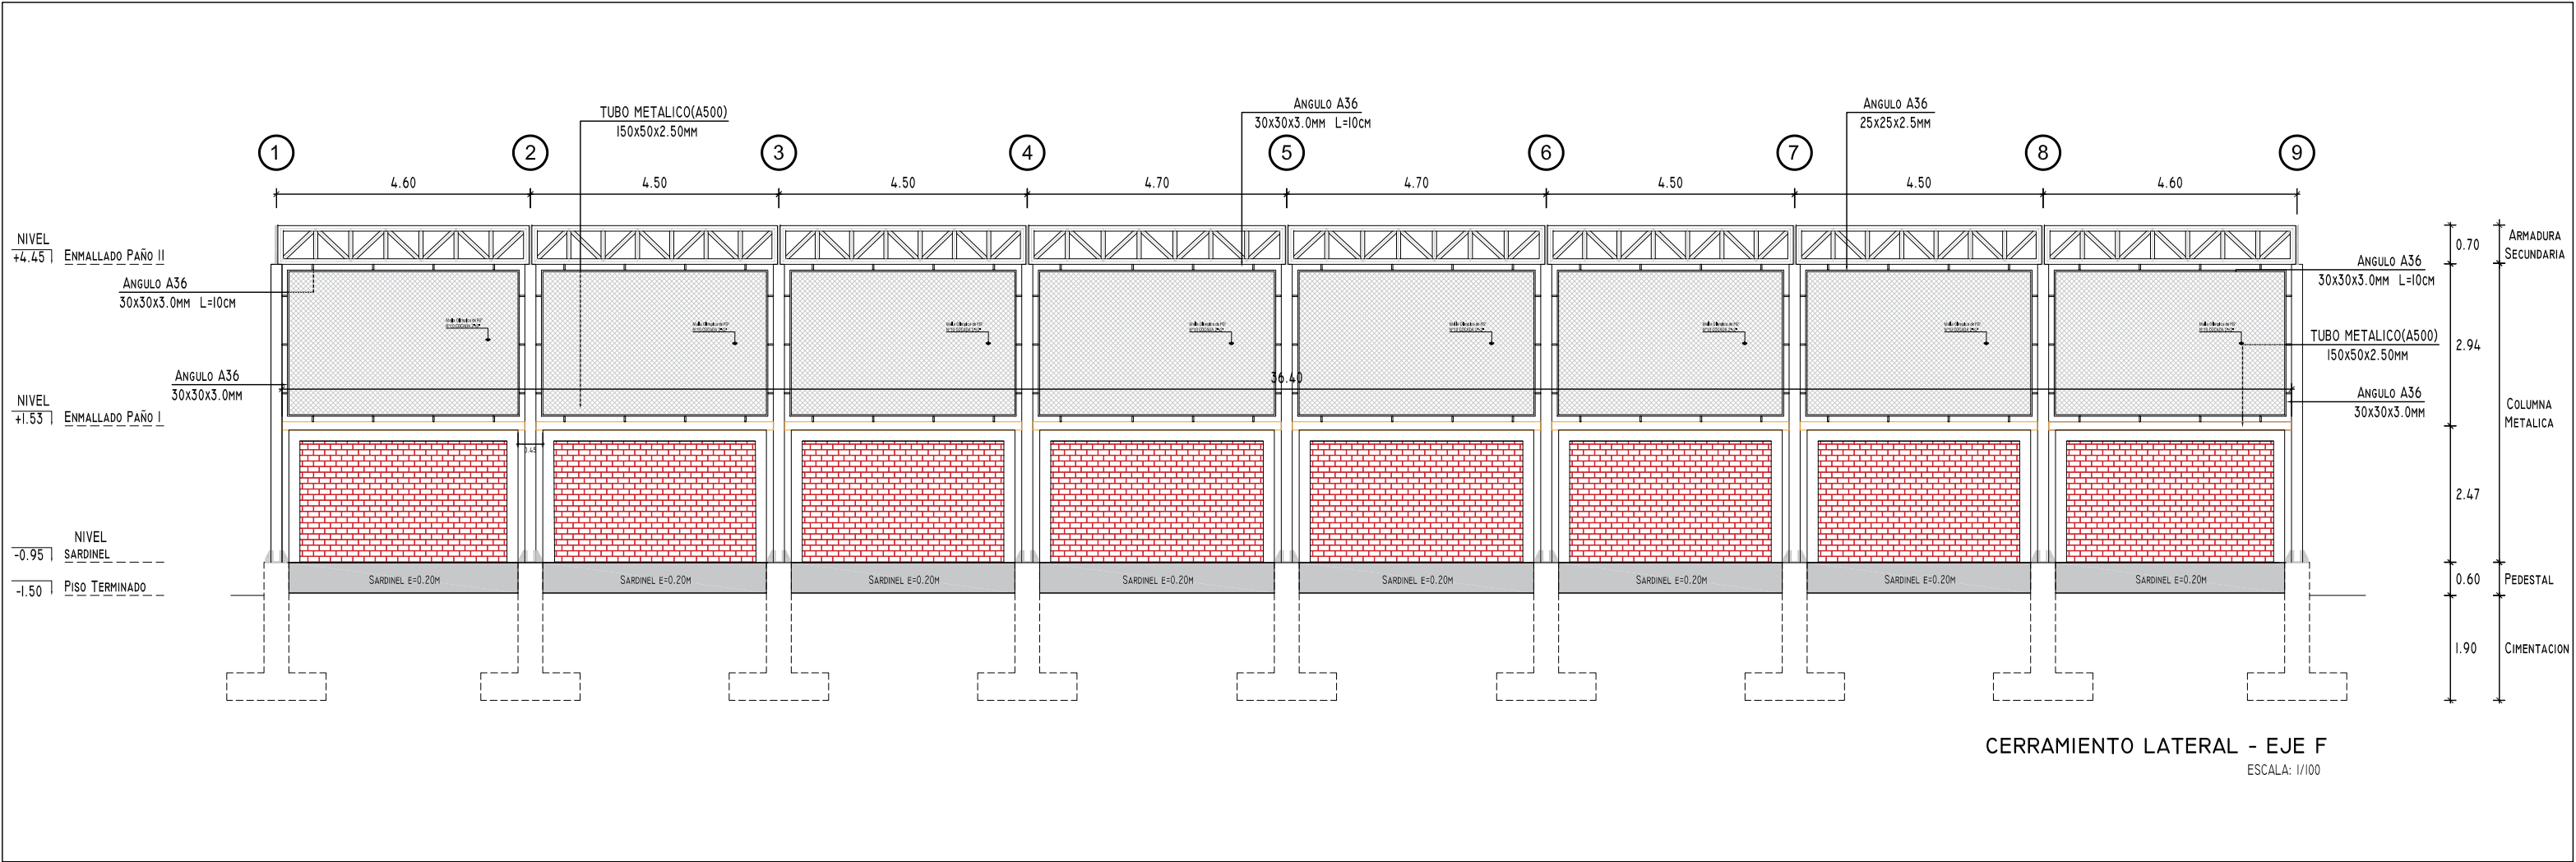 TUBO METALICO(A500)
150x50x2.50MM
ANGULO A36
30x30x3.0MM L=10CM
ANGULO A36
25x25x2.5MM
1 2 3 4 5 6 7 8 9
4.60 4.50 4.50 4.70 4.70 4.50 4.50 4.60
NIVEL
+4.45 ENMALLADO PAÑO II
0.70
ARMADURA
SECUNDARIA
ANGULO A36
30x30x3.0MM L=10CM
ANGULO A36
30x30x3.0MM L=10CM
TUBO METALICO(A500)
150x50x2.50MM
2.94
36.40
ANGULO A36
30x30x3.0MM
ANGULO A36
30x30x3.0MM
NIVEL
+1.53 ENMALLADO PAÑO I
COLUMNA
METALICA
0.45
2.47
NIVEL
-0.95 SARDINEL
-1.50 PISO TERMINADO
SARDINEL E=0.20M
SARDINEL E=0.20M
SARDINEL E=0.20M
SARDINEL E=0.20M
SARDINEL E=0.20M
SARDINEL E=0.20M
SARDINEL E=0.20M
SARDINEL E=0.20M
0.60 PEDESTAL
1.90 CIMENTACION
CERRAMIENTO LATERAL - EJE F
ESCALA: 1/100